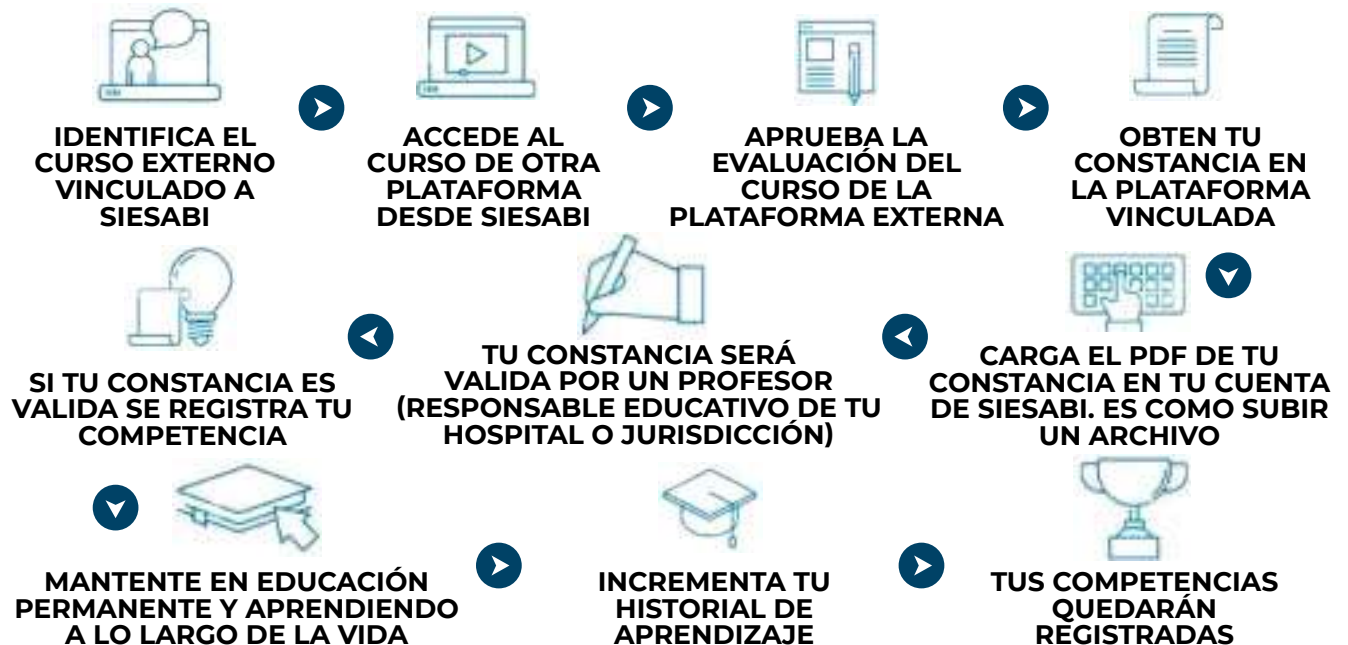 IDENTIFICA EL
CURSO EXTERNO
VINCULADO A
SIESABI
ACCEDE AL
CURSO DE OTRA
PLATAFORMA
DESDE SIESABI
APRUEBA LA
EVALUACIÓN DEL
CURSO DE LA
PLATAFORMA EXTERNA
OBTEN TU
CONSTANCIA EN
LA PLATAFORMA
VINCULADA
CARGA EL PDF DE TU
CONSTANCIA EN TU CUENTA
DE SIESABI. ES COMO SUBIR
UN ARCHIVO
TU CONSTANCIA SERÁ
VALIDA POR UN PROFESOR
(RESPONSABLE EDUCATIVO DE TU
HOSPITAL O JURISDICCIÓN)
SI TU CONSTANCIA ES
VALIDA SE REGISTRA TU
COMPETENCIA
MANTENTE EN EDUCACIÓN
PERMANENTE Y APRENDIENDO
A LO LARGO DE LA VIDA
INCREMENTA TU
HISTORIAL DE
APRENDIZAJE
TUS COMPETENCIAS
QUEDARÁN
REGISTRADAS